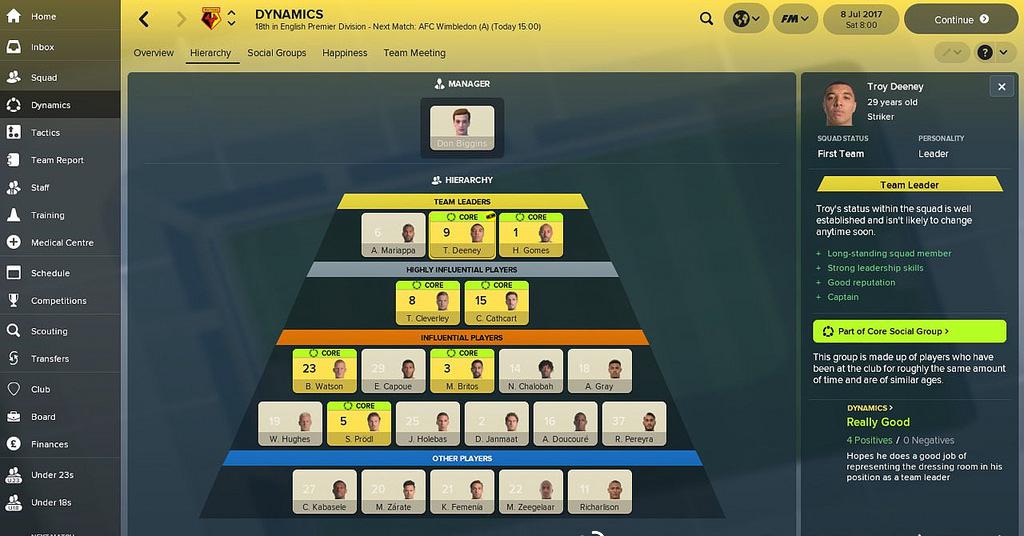 Home
Inbox
Squad
Dynamics
Tactics
Team Report
Staff
Training
Medical Centre
Schedule
Competitions
Scouting
Transfers
Club
Board
Finances
U23
Under 23s
U18
Under 18s
DYNAMICS
18th in English Premier Division - Next Match: AFC Wimbledon (A) (Today 15:00)
FM
8 Jul 2017
Sat 8:00
Continue
Overview
Hierarchy
Social Groups
Happiness
Team Meeting
?
MANAGER
Don Biggins
HIERARCHY
TEAM LEADERS
CORE CORE
6 9 1
A. Mariappa T. Deeney H. Gomes
HIGHLY INFLUENTIAL PLAYERS
CORE CORE
8 15
T. Cleverley C. Cathcart
INFLUENTIAL PLAYERS
CORE CORE
23 29 3 14 18
B. Watson E. Capoue M. Britos N. Chalobah A. Gray
CORE
19 5 25 2 16 37
W. Hughes S. Prödl J. Holebas D. Janmaat A. Doucouré R. Pereyra
OTHER PLAYERS
27 20 21 22 11
C. Kabasele M. Zárate K. Femenía M. Zeegelaar Richarlison
Troy Deeney
29 years old
Striker
SQUAD STATUS PERSONALITY
First Team Leader
Team Leader
Troy's status within the squad is well
established and isn't likely to change
anytime soon.
+ Long-standing squad member
+ Strong leadership skills
+ Good reputation
+ Captain
Part of Core Social Group >
This group is made up of players who have
been at the club for roughly the same amount
of time and are of similar ages.
DYNAMICS >
Really Good
4 Positives / 0 Negatives
Hopes he does a good job of
representing the dressing room in his
position as a team leader